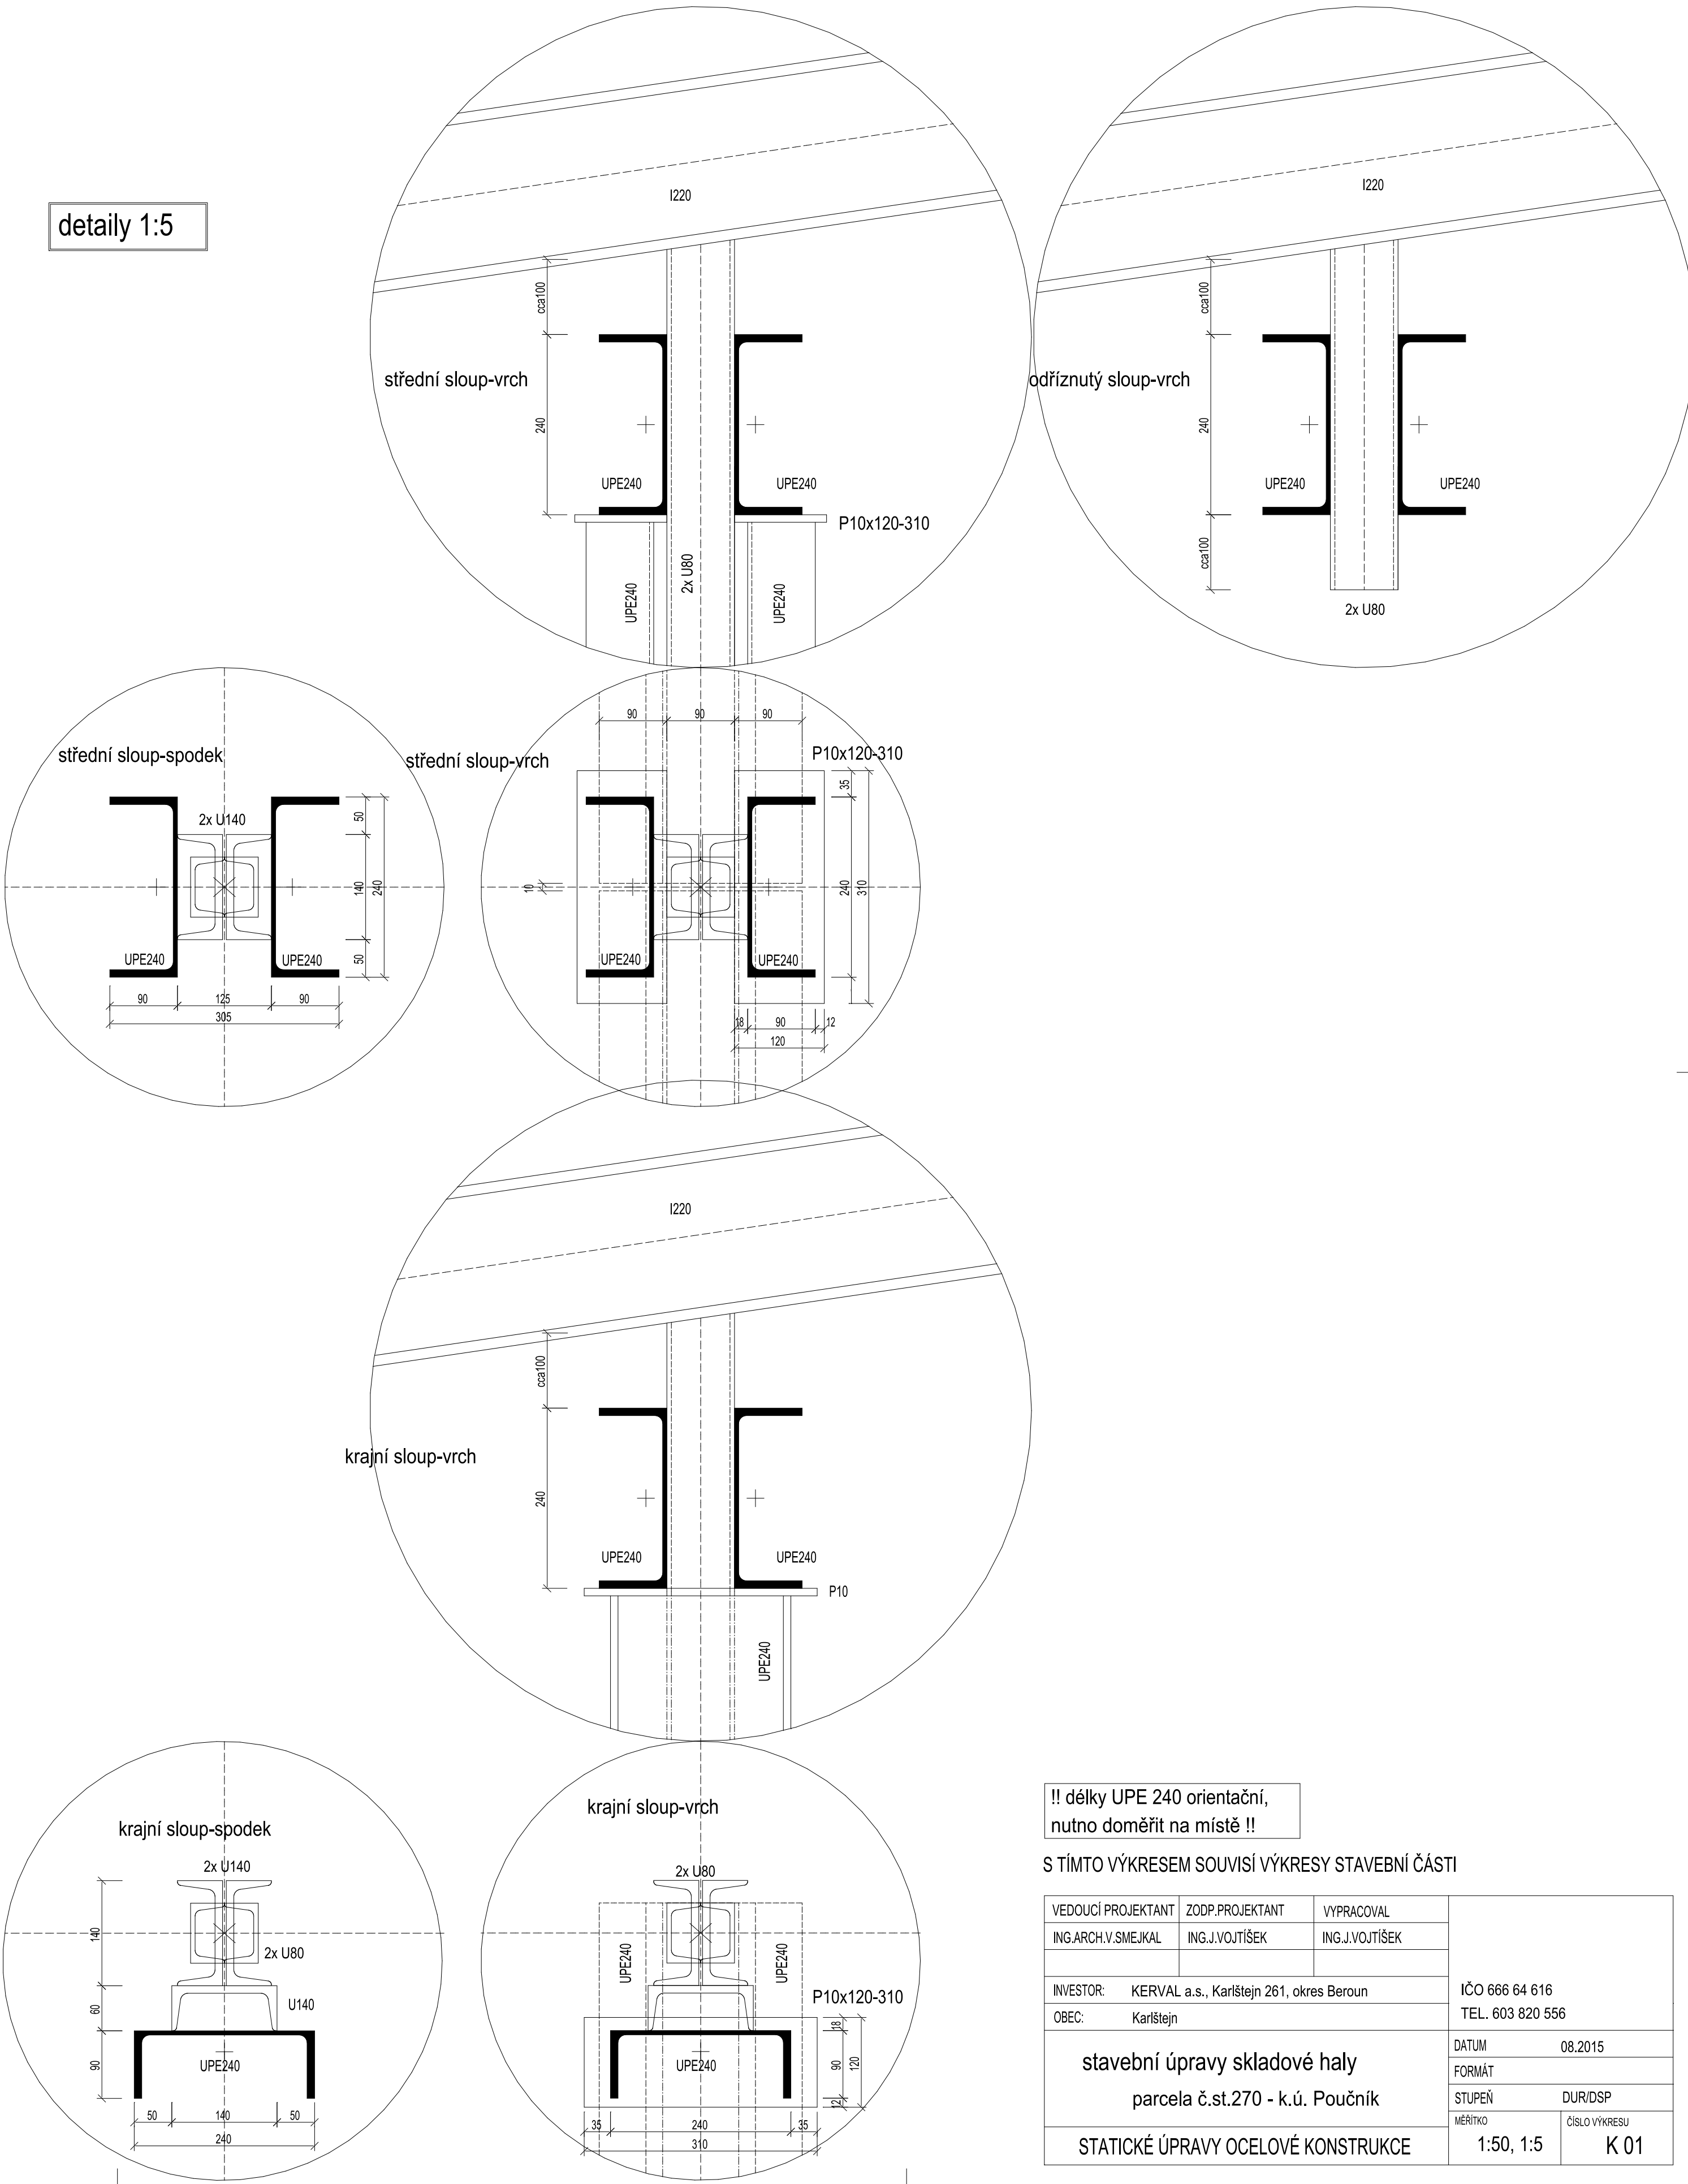 detaily 1:5
I220
cca100
střední sloup-vrch
240
UPE240
UPE240
P10x120-310
UPE240
2x U80
UPE240
I220
cca100
odříznutý sloup-vrch
240
UPE240
UPE240
cca100
2x U80
střední sloup-spodek
2x U140
50
140
240
50
UPE240
UPE240
90
125
90
305
střední sloup-vrch
90
90
90
P10x120-310
35
10
240
310
UPE240
UPE240
18
90
12
120
I220
cca100
krajní sloup-vrch
240
UPE240
UPE240
P10
UPE240
krajní sloup-spodek
2x U140
140
2x U80
60
U140
90
UPE240
50
140
50
240
krajní sloup-vrch
2x U80
UPE240
UPE240
P10x120-310
18
90
120
12
UPE240
35
240
35
310
!! délky UPE 240 orientační,
nutno doměřit na místě !!
S TÍMTO VÝKRESEM SOUVISÍ VÝKRESY STAVEBNÍ ČÁSTI
VEDOUCÍ PROJEKTANT ZODP.PROJEKTANT VYPRACOVAL
ING.ARCH.V.SMEJKAL ING.J.VOJTÍŠEK ING.J.VOJTÍŠEK
INVESTOR: KERVAL a.s., Karlštejn 261, okres Beroun
OBEC: Karlštejn
IČO 666 64 616
TEL. 603 820 556
stavební úpravy skladové haly
parcela č.st.270 - k.ú. Poučník
STATICKÉ ÚPRAVY OCELOVÉ KONSTRUKCE
DATUM 08.2015
FORMÁT
STUPEŇ DUR/DSP
MĚŘÍTKO ČÍSLO VÝKRESU
1:50, 1:5 K 01